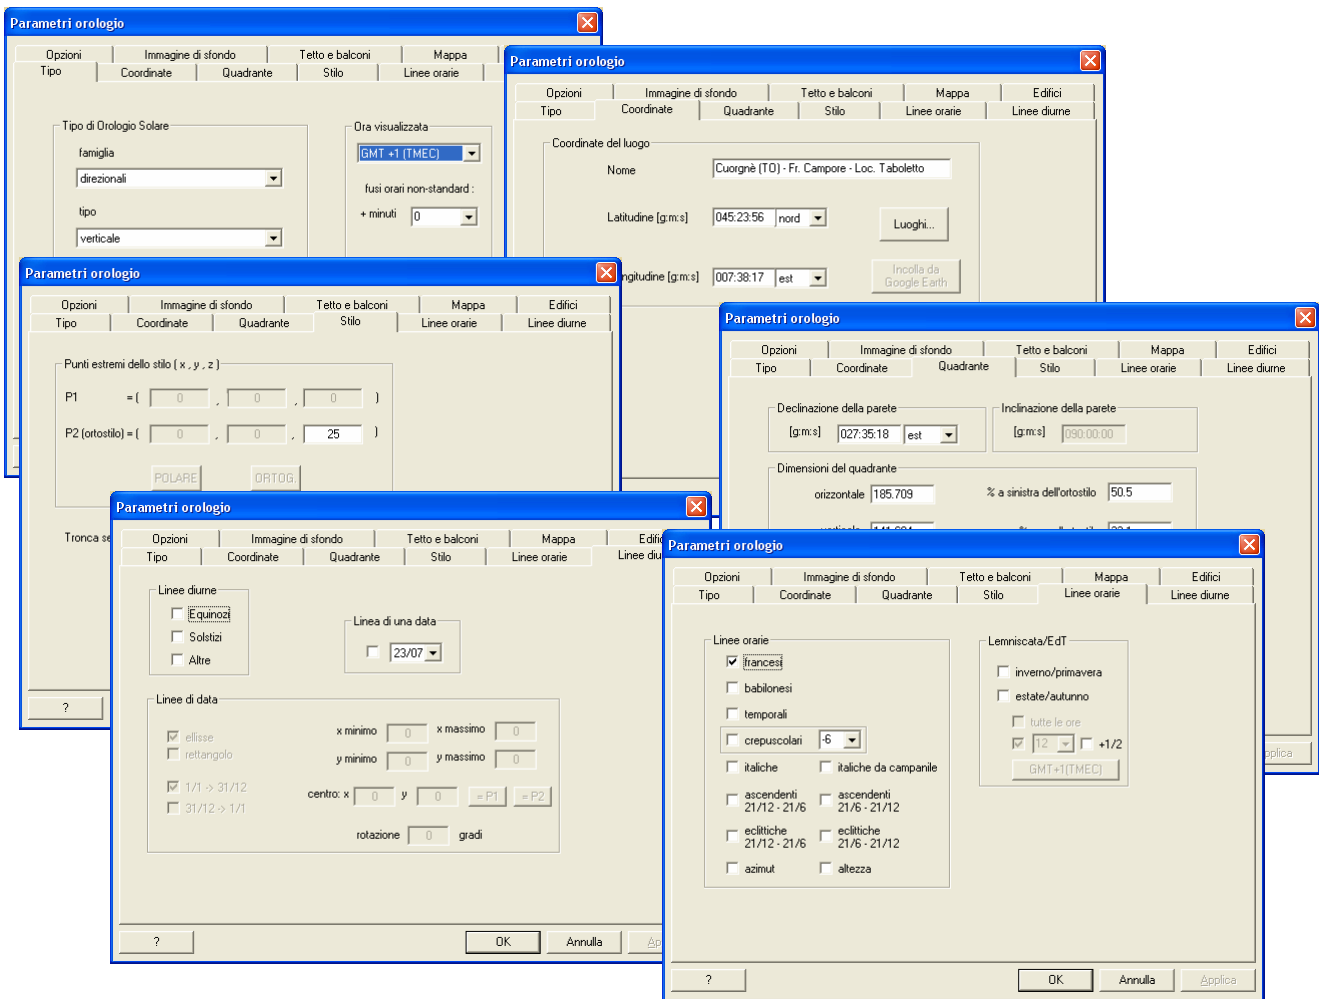 Parametri orologio
Opzioni Immagine di sfondo Tetto e balconi Mappa
Tipo Coordinate Quadrante Stilo Linee orarie
Tipo di Orologio Solare
famiglia
direzionali
tipo
verticale
Ora visualizzata
GMT +1 (TMEC)
fusi orari non-standard :
+ minuti 0
Parametri orologio
Opzioni Immagine di sfondo Tetto e balconi Mappa Edifici
Tipo Coordinate Quadrante Stilo Linee orarie Linee diurne
Coordinate del luogo
Nome Cuorgnè (TO) - Fr. Campore - Loc. Taboletto
Latitudine [g:m:s] 045:23:56 nord
Luoghi...
ngitudine [g:m:s] 007:38:17 est
Incolla da
Google Earth
Parametri orologio
Opzioni Immagine di sfondo Tetto e balconi Mappa Edifici
Tipo Coordinate Quadrante Stilo Linee orarie Linee diurne
Punti estremi dello stilo ( x , y , z )
P1 = ( 0 , 0 , 0 )
P2 (ortostilo) = ( 0 , 0 , 25 )
POLARE ORTOG.
Tronca se
?
Parametri orologio
Opzioni Immagine di sfondo Tetto e balconi Mappa Edifici
Tipo Coordinate Quadrante Stilo Linee orarie Linee diurne
Declinazione della parete
[g:m:s] 027:35:18 est
Inclinazione della parete
[g:m:s] 090:00:00
Dimensioni del quadrante
orizzontale 185.709 % a sinistra dell'ortostilo 50.5
pplica
Parametri orologio
Opzioni Immagine di sfondo Tetto e balconi Mappa Edific
Tipo Coordinate Quadrante Stilo Linee orarie Linee diu
Linee diurne
Equinozi
Solstizi
Altre
Linea di una data
23/07
Linee di data
ellisse
rettangolo
1/1 -> 31/12
31/12 -> 1/1
x minimo 0 x massimo 0
y minimo 0 y massimo 0
centro: x 0 y 0 = P1 = P2
rotazione 0 gradi
? OK Annulla Ap
Parametri orologio
Opzioni Immagine di sfondo Tetto e balconi Mappa Edifici
Tipo Coordinate Quadrante Stilo Linee orarie Linee diurne
Linee orarie
francesi
babilonesi
temporali
crepuscolari -6
italiche italiche da campanile
ascendenti ascendenti
21/12 - 21/6 21/6 - 21/12
eclittiche eclittiche
21/12 - 21/6 21/6 - 21/12
azimut altezza
Lemniscata/EdT
inverno/primavera
estate/autunno
tutte le ore
12 +1/2
GMT+1(TMEC)
? OK Annulla Applica